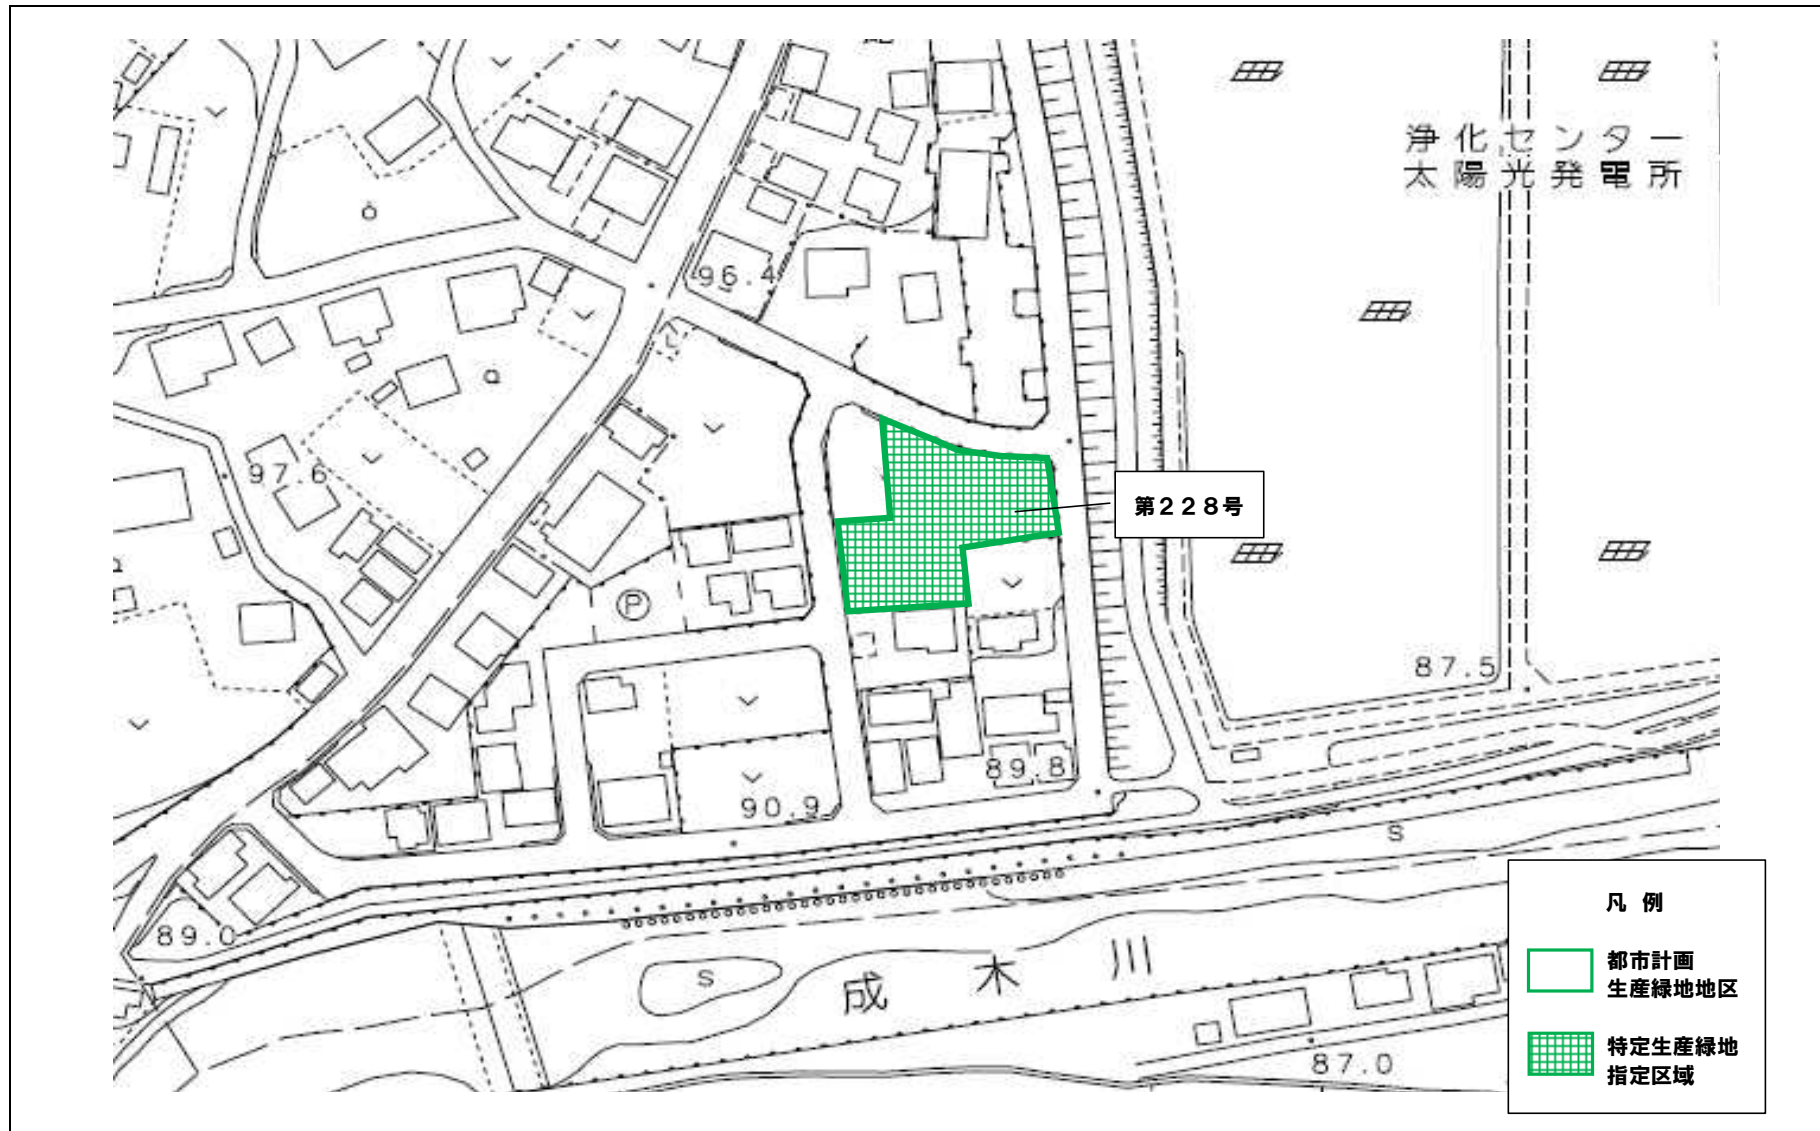 浄化センター
太陽光発電所
96.4
97.6
第228号
P
87.5
89.8
90.9
S
89.0
S
成木川
87.0
凡 例
都市計画
生産緑地地区
特定生産緑地
指定区域